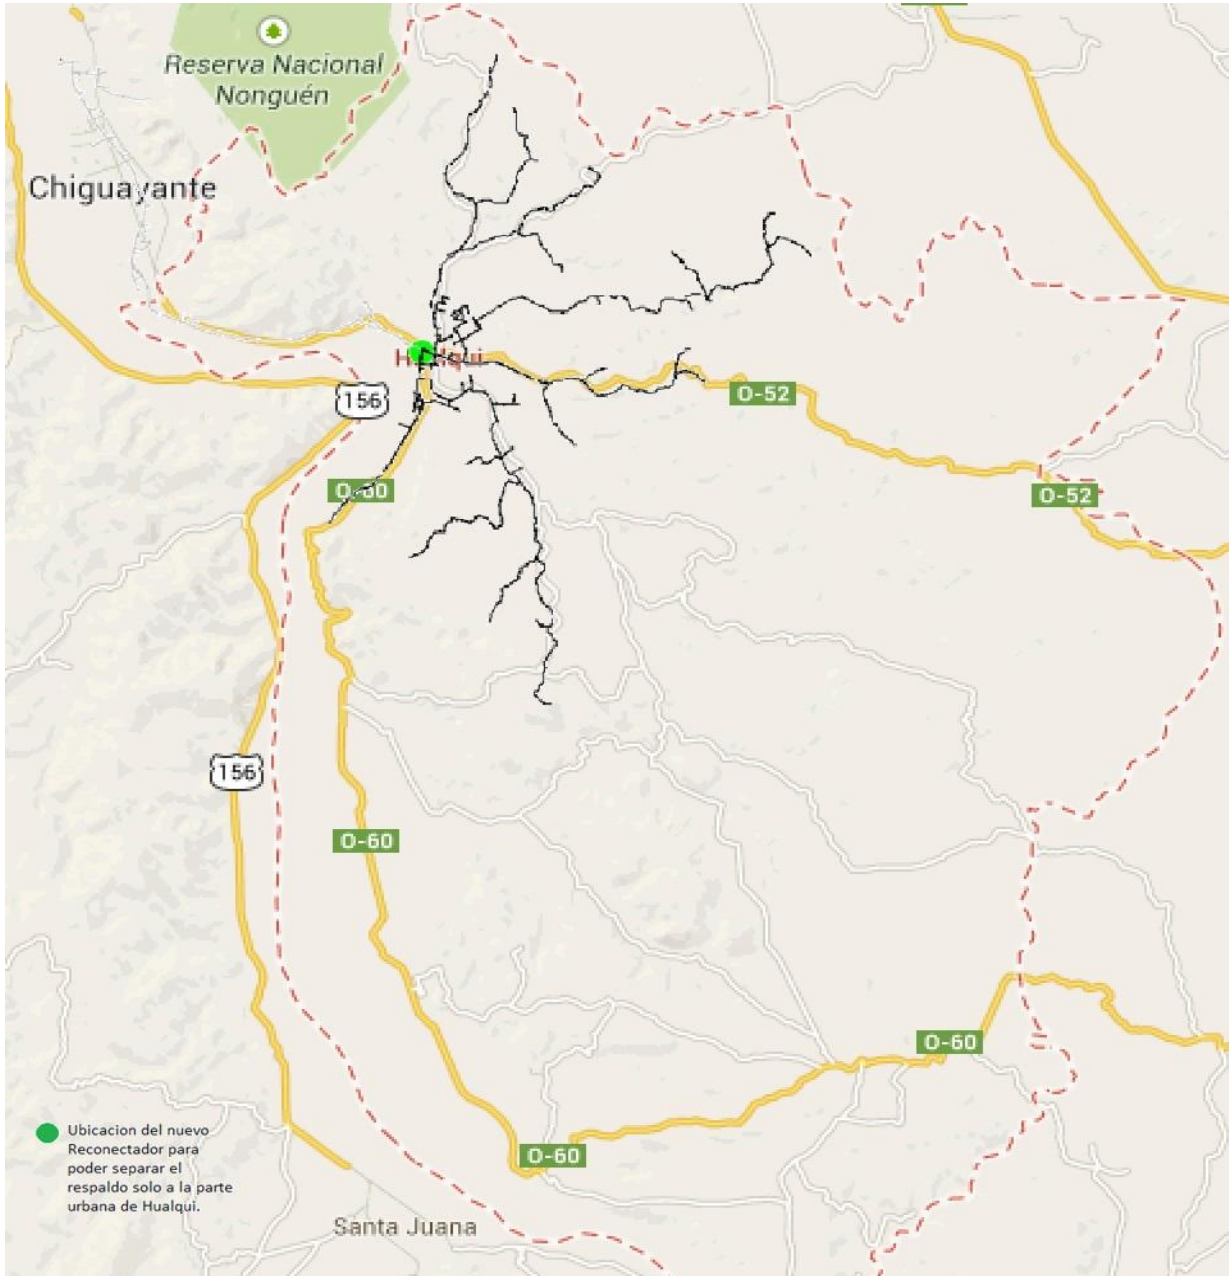 Reserva Nacional
Nonguén
Chiguayante
Hualqui
156
O-52
O-60
O-52
156
O-60
O-60
O-60
Ubicacion del nuevo
Reconectador para
poder separar el
respaldo solo a la parte
urbana de Hualqui.
Santa Juana